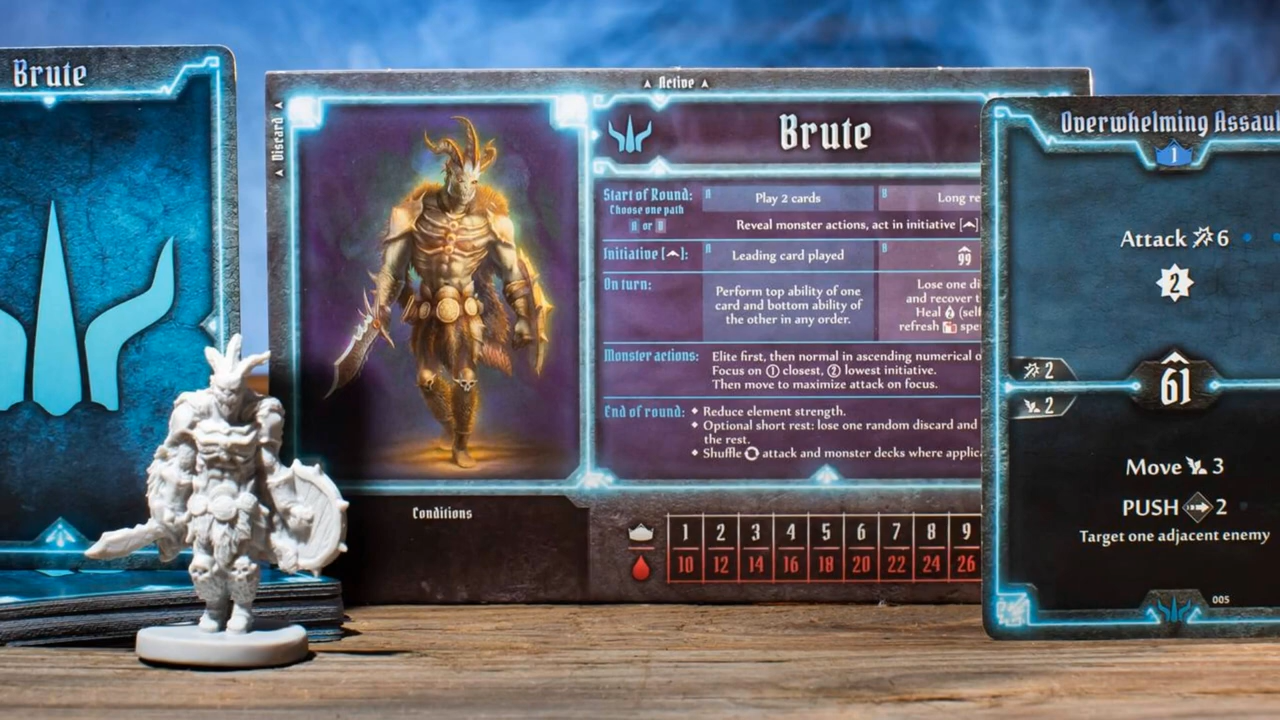 Brute
Active
Discard
Brute
Start of Round:
Choose one path
A or B
A Play 2 cards
B Long re
Reveal monster actions, act in initiative [ ]
Initiative [ ]:
A Leading card played
B 99
On turn:
Perform top ability of one
card and bottom ability of
the other in any order.
Lose one di
and recover t
Heal 2 (self
refresh spe
Monster actions:
Elite first, then normal in ascending numerical o
Focus on 1 closest, 2 lowest initiative.
Then move to maximize attack on focus.
End of round:
Reduce element strength.
Optional short rest: lose one random discard and
the rest.
Shuffle attack and monster decks where applica
Conditions
1 2 3 4 5 6 7 8 9
10 12 14 16 18 20 22 24 26
Overwhelming Assaul
1
Attack 6
2
2
61
2
Move 3
PUSH 2
Target one adjacent enemy
005